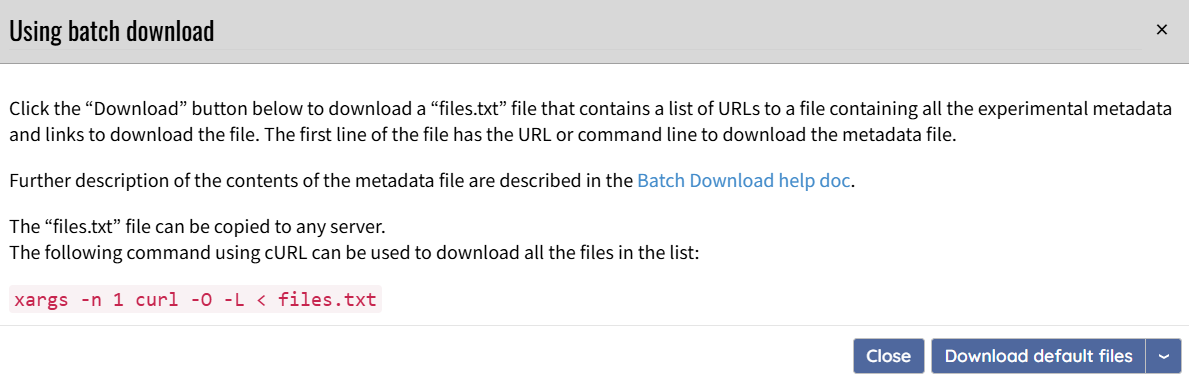 Using batch download
×
Click the “Download” button below to download a “files.txt” file that contains a list of URLs to a file containing all the experimental metadata
and links to download the file. The first line of the file has the URL or command line to download the metadata file.
Further description of the contents of the metadata file are described in the Batch Download help doc.
The “files.txt” file can be copied to any server.
The following command using cURL can be used to download all the files in the list:
xargs -n 1 curl -O -L < files.txt
Close
Download default files